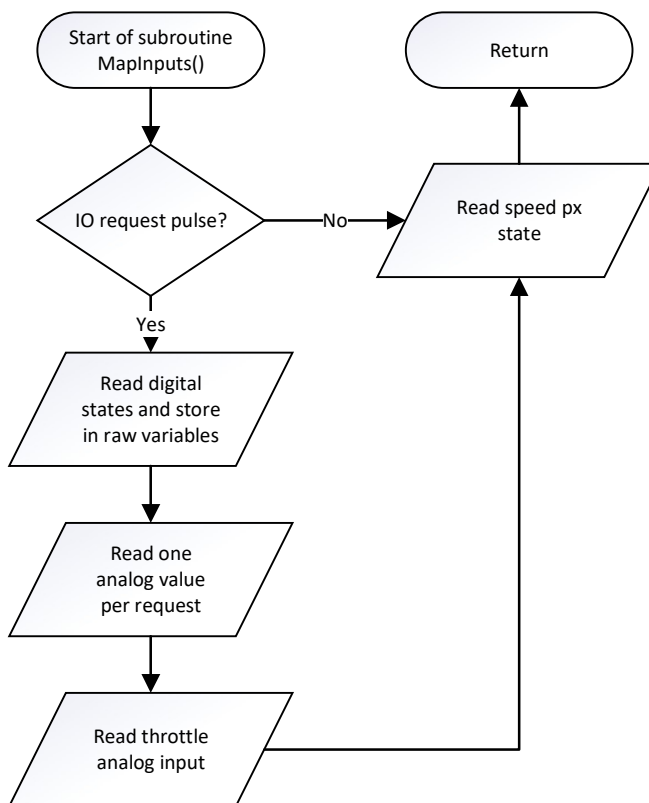 Start of subroutine
MapInputs()
Return
IO request pulse?
No
Read speed px
state
Yes
Read digital
states and store
in raw variables
Read one
analog value
per request
Read throttle
analog input